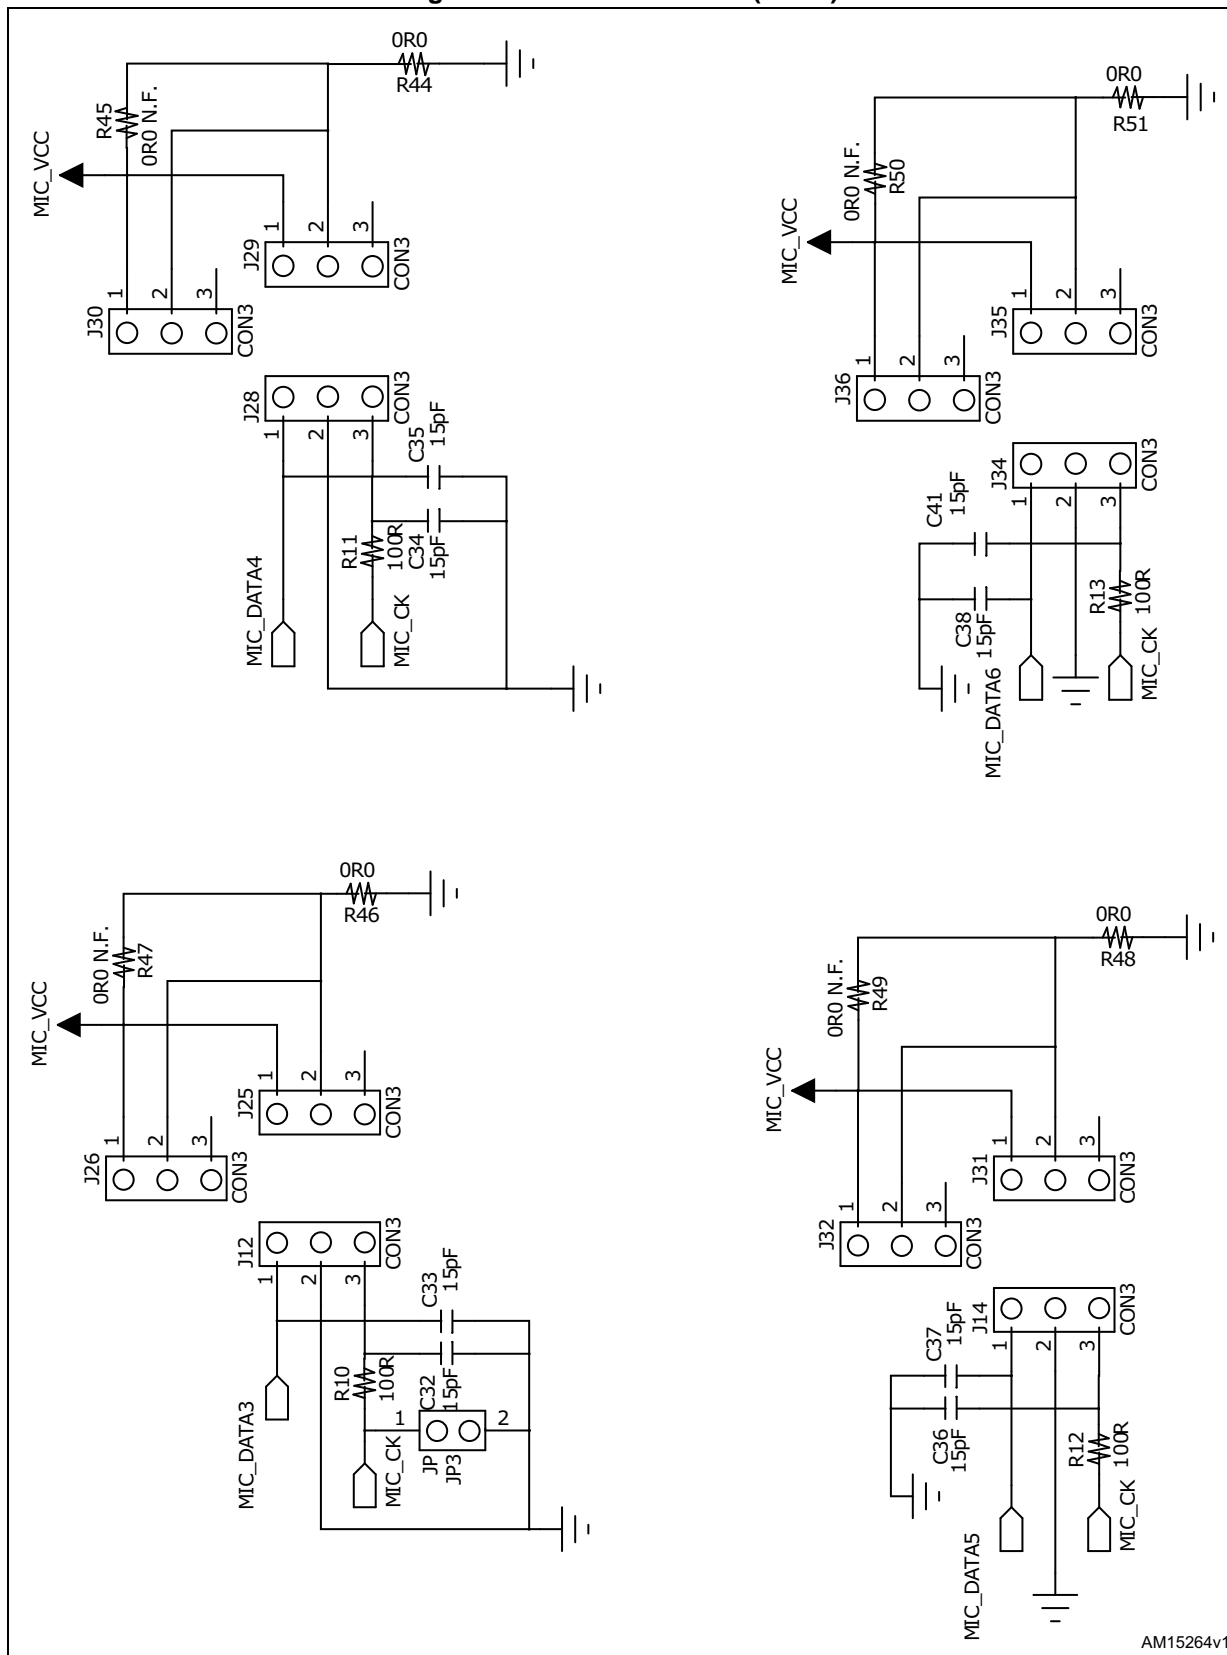 0R0
R44
R45
0R0 N.F.
MIC_VCC
J29
1
2
3
CON3
J30
1
2
3
CON3
J28
1
2
3
CON3
C35
15pF
C34
15pF
R11
100R
MIC_DATA4
MIC_CK
0R0
R51
0R0 N.F.
R50
MIC_VCC
J35
1
2
3
CON3
J36
1
2
3
CON3
J34
1
2
3
CON3
C41
15pF
C38
15pF
R13
100R
MIC_DATA6
MIC_CK
0R0
R46
0R0 N.F.
R47
MIC_VCC
J25
1
2
3
CON3
J26
1
2
3
CON3
J12
1
2
3
CON3
C33
15pF
C32
15pF
R10
100R
1
2
JP
JP3
MIC_DATA3
MIC_CK
0R0
R48
0R0 N.F.
R49
MIC_VCC
J31
1
2
3
CON3
J32
1
2
3
CON3
J14
1
2
3
CON3
C37
15pF
C36
15pF
R12
100R
MIC_DATA5
MIC_CK
AM15264v1